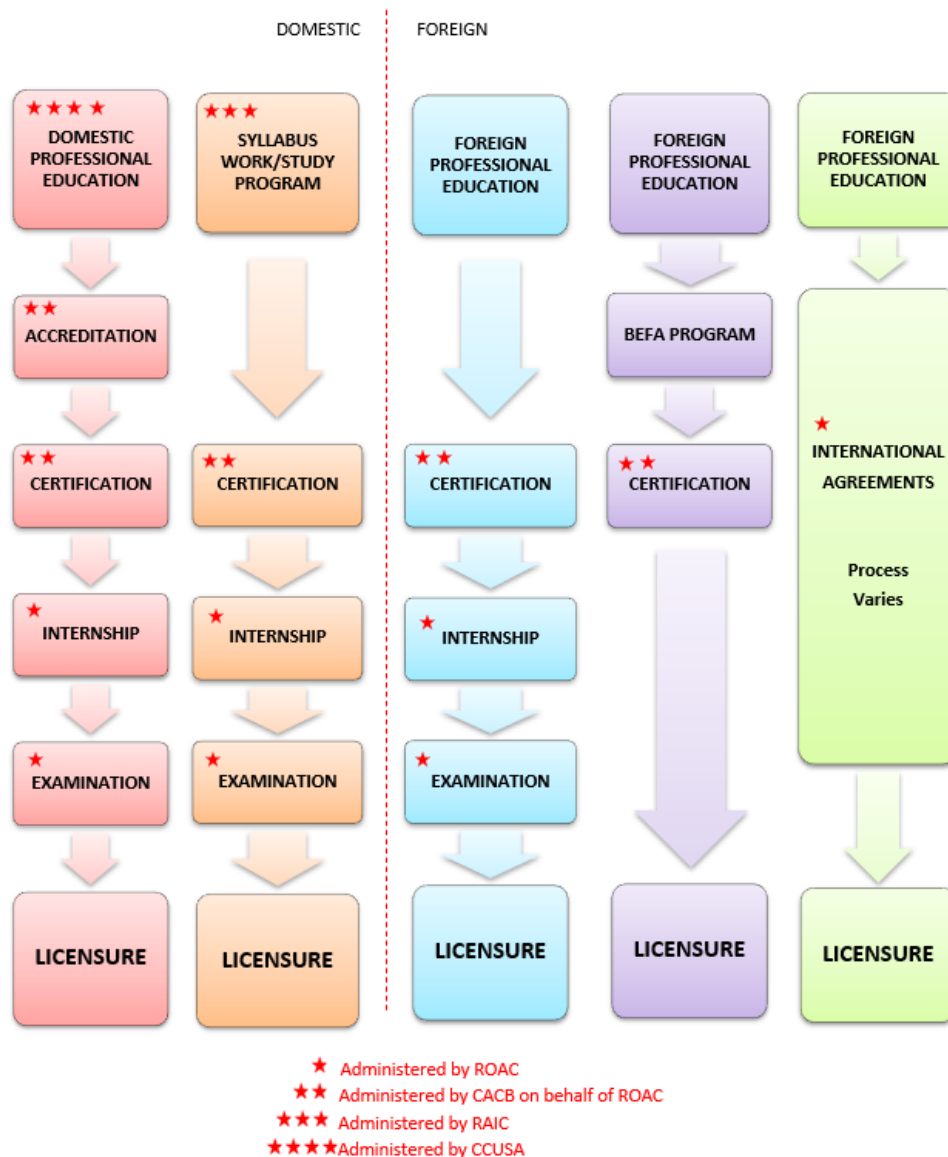 DOMESTIC
FOREIGN
★★★★
DOMESTIC
PROFESSIONAL
EDUCATION
★★
ACCREDITATION
★★
CERTIFICATION
★
INTERNSHIP
★
EXAMINATION
LICENSURE
★★★
SYLLABUS
WORK/STUDY
PROGRAM
★★
CERTIFICATION
★
INTERNSHIP
★
EXAMINATION
LICENSURE
FOREIGN
PROFESSIONAL
EDUCATION
★★
CERTIFICATION
★
INTERNSHIP
★
EXAMINATION
LICENSURE
FOREIGN
PROFESSIONAL
EDUCATION
BEFA PROGRAM
★★
CERTIFICATION
LICENSURE
FOREIGN
PROFESSIONAL
EDUCATION
★
INTERNATIONAL
AGREEMENTS
Process
Varies
LICENSURE
★ Administered by ROAC
★★ Administered by CACB on behalf of ROAC
★★★ Administered by RAIC
★★★★Administered by CCUSA